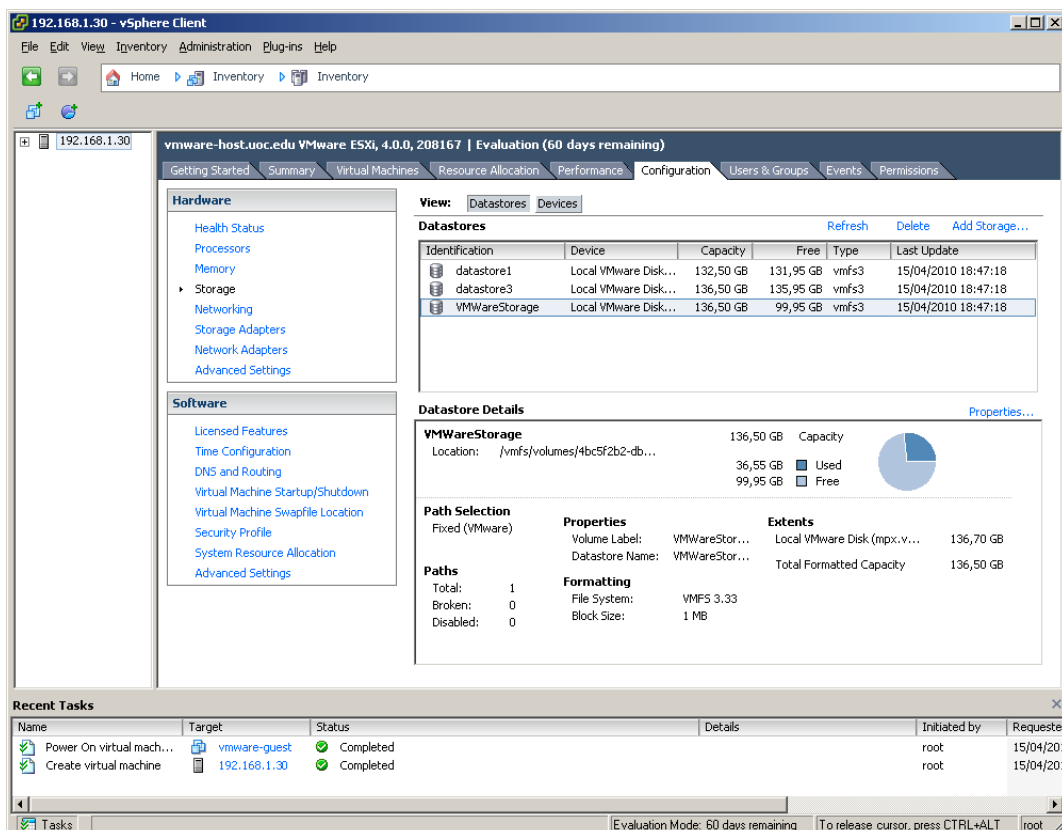 192.168.1.30 - vSphere Client
File Edit View Inventory Administration Plug-ins Help
Home Inventory Inventory
192.168.1.30
vmware-host.uoc.edu VMware ESXi, 4.0.0, 208167 | Evaluation (60 days remaining)
Getting Started Summary Virtual Machines Resource Allocation Performance Configuration Users & Groups Events Permissions
Hardware
Health Status
Processors
Memory
Storage
Networking
Storage Adapters
Network Adapters
Advanced Settings
Software
Licensed Features
Time Configuration
DNS and Routing
Virtual Machine Startup/Shutdown
Virtual Machine Swapfile Location
Security Profile
System Resource Allocation
Advanced Settings
View: Datastores Devices
Datastores Refresh Delete Add Storage...
Identification Device Capacity Free Type Last Update
datastore1 Local VMware Disk... 132,50 GB 131,95 GB vmfs3 15/04/2010 18:47:18
datastore3 Local VMware Disk... 136,50 GB 135,95 GB vmfs3 15/04/2010 18:47:18
VMWareStorage Local VMware Disk... 136,50 GB 99,95 GB vmfs3 15/04/2010 18:47:18
Datastore Details Properties...
VMWareStorage 136,50 GB Capacity
Location: /vmfs/volumes/4bc5f2b2-db...
36,55 GB Used
99,95 GB Free
Path Selection
Fixed (VMware)
Paths
Total: 1
Broken: 0
Disabled: 0
Properties
Volume Label: VMWareStor...
Datastore Name: VMWareStor...
Formatting
File System: VMFS 3.33
Block Size: 1 MB
Extents
Local VMware Disk (mpx.v... 136,70 GB
Total Formatted Capacity 136,50 GB
Recent Tasks
Name Target Status Details Initiated by Requeste
Power On virtual mach... vmware-guest Completed root 15/04/20
Create virtual machine 192.168.1.30 Completed root 15/04/20
Tasks Evaluation Mode: 60 days remaining To release cursor, press CTRL+ALT root